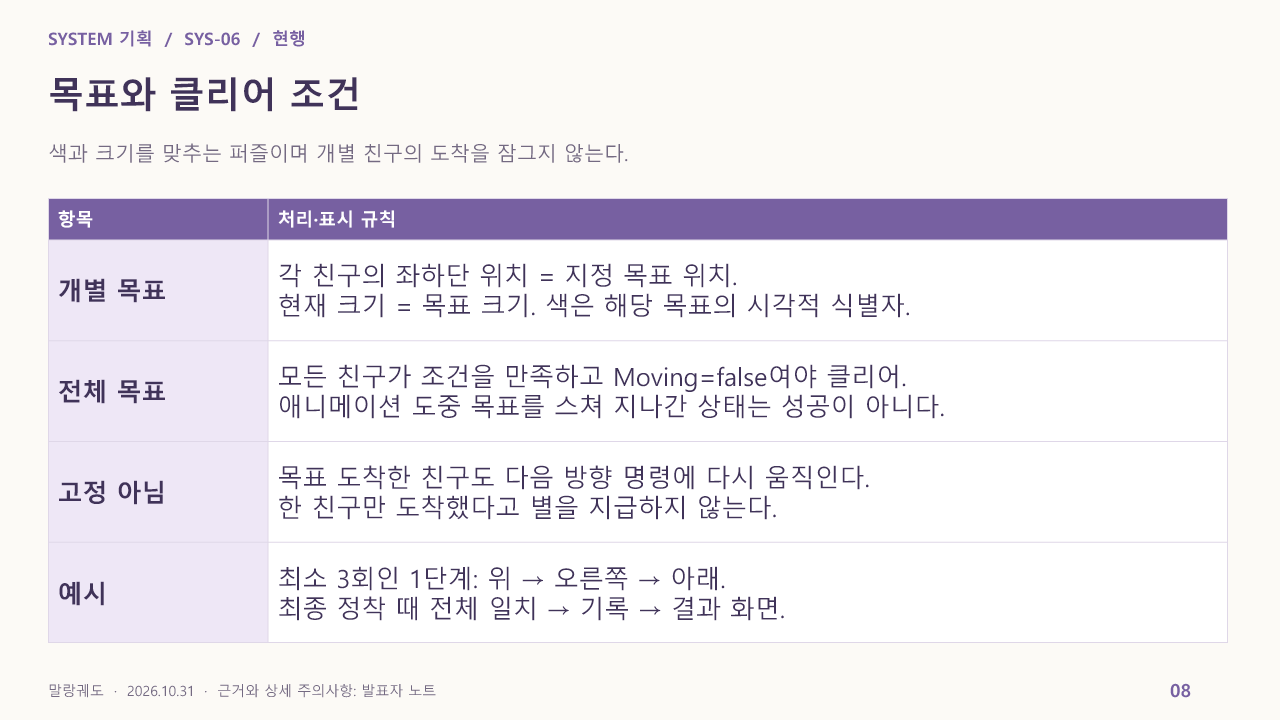 SYSTEM 기획 / SYS-06 / 현행
목표와 클리어 조건
색과 크기를 맞추는 퍼즐이며 개별 친구의 도착을 잠그지 않는다.
항목
처리·표시 규칙
개별 목표
각 친구의 좌하단 위치 = 지정 목표 위치.
현재 크기 = 목표 크기. 색은 해당 목표의 시각적 식별자.
전체 목표
모든 친구가 조건을 만족하고 Moving=false여야 클리어.
애니메이션 도중 목표를 스쳐 지나간 상태는 성공이 아니다.
고정 아님
목표 도착한 친구도 다음 방향 명령에 다시 움직인다.
한 친구만 도착했다고 별을 지급하지 않는다.
예시
최소 3회인 1단계: 위 → 오른쪽 → 아래.
최종 정착 때 전체 일치 → 기록 → 결과 화면.
말랑궤도 · 2026.10.31 · 근거와 상세 주의사항: 발표자 노트
08